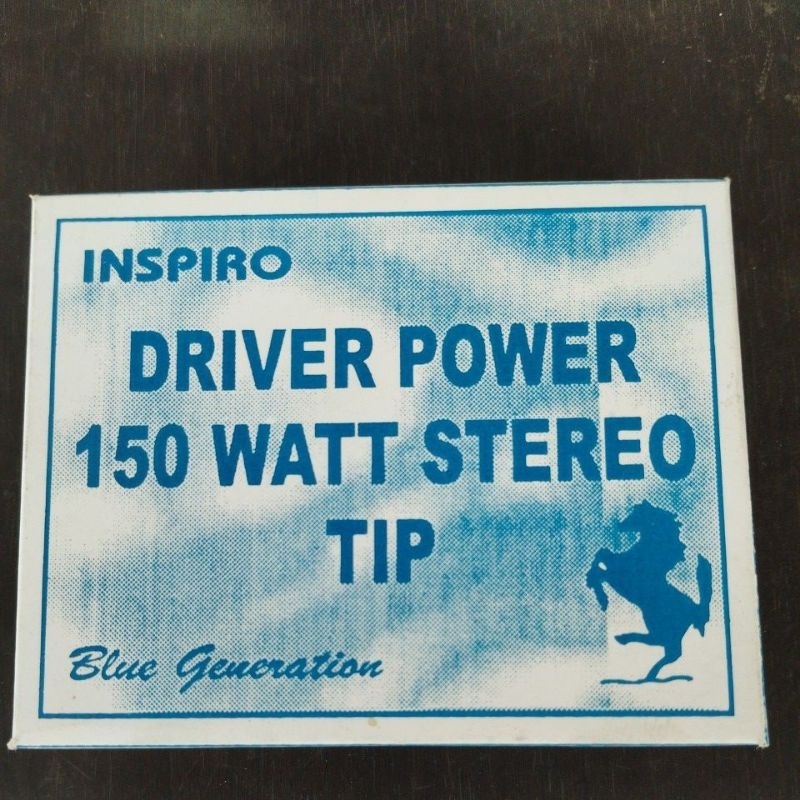 INSPIRO
DRIVER POWER
150 WATT STEREO
TIP
Blue Generation